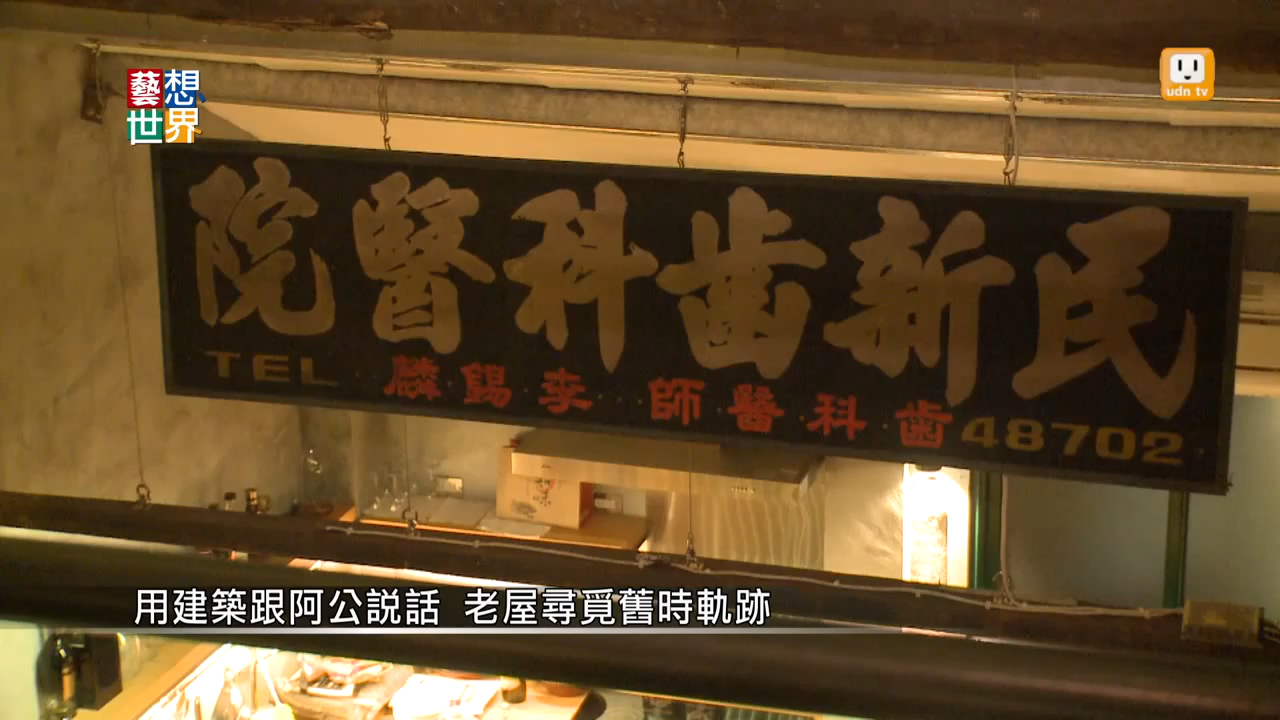 藝想
世界
udn tv
民新齒科醫院
TEL 齒科醫師 李錫麟 48702
用建築跟阿公説話 老屋尋覓舊時軌跡